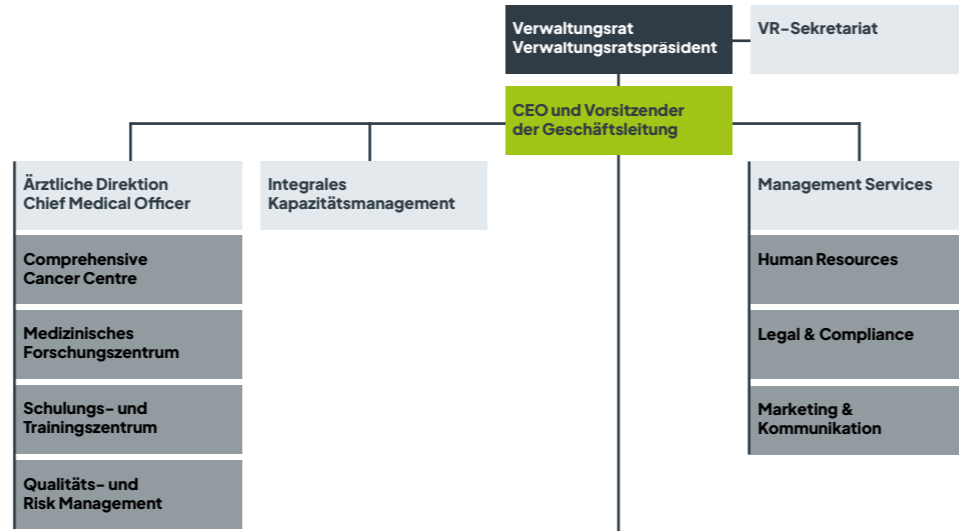 Verwaltungsrat
Verwaltungsratspräsident
VR-Sekretariat
CEO und Vorsitzender
der Geschäftsleitung
Ärztliche Direktion
Chief Medical Officer
Integrales
Kapazitätsmanagement
Management Services
Comprehensive
Cancer Centre
Human Resources
Medizinisches
Forschungszentrum
Legal & Compliance
Schulungs- und
Trainingszentrum
Marketing &
Kommunikation
Qualitäts- und
Risk Management